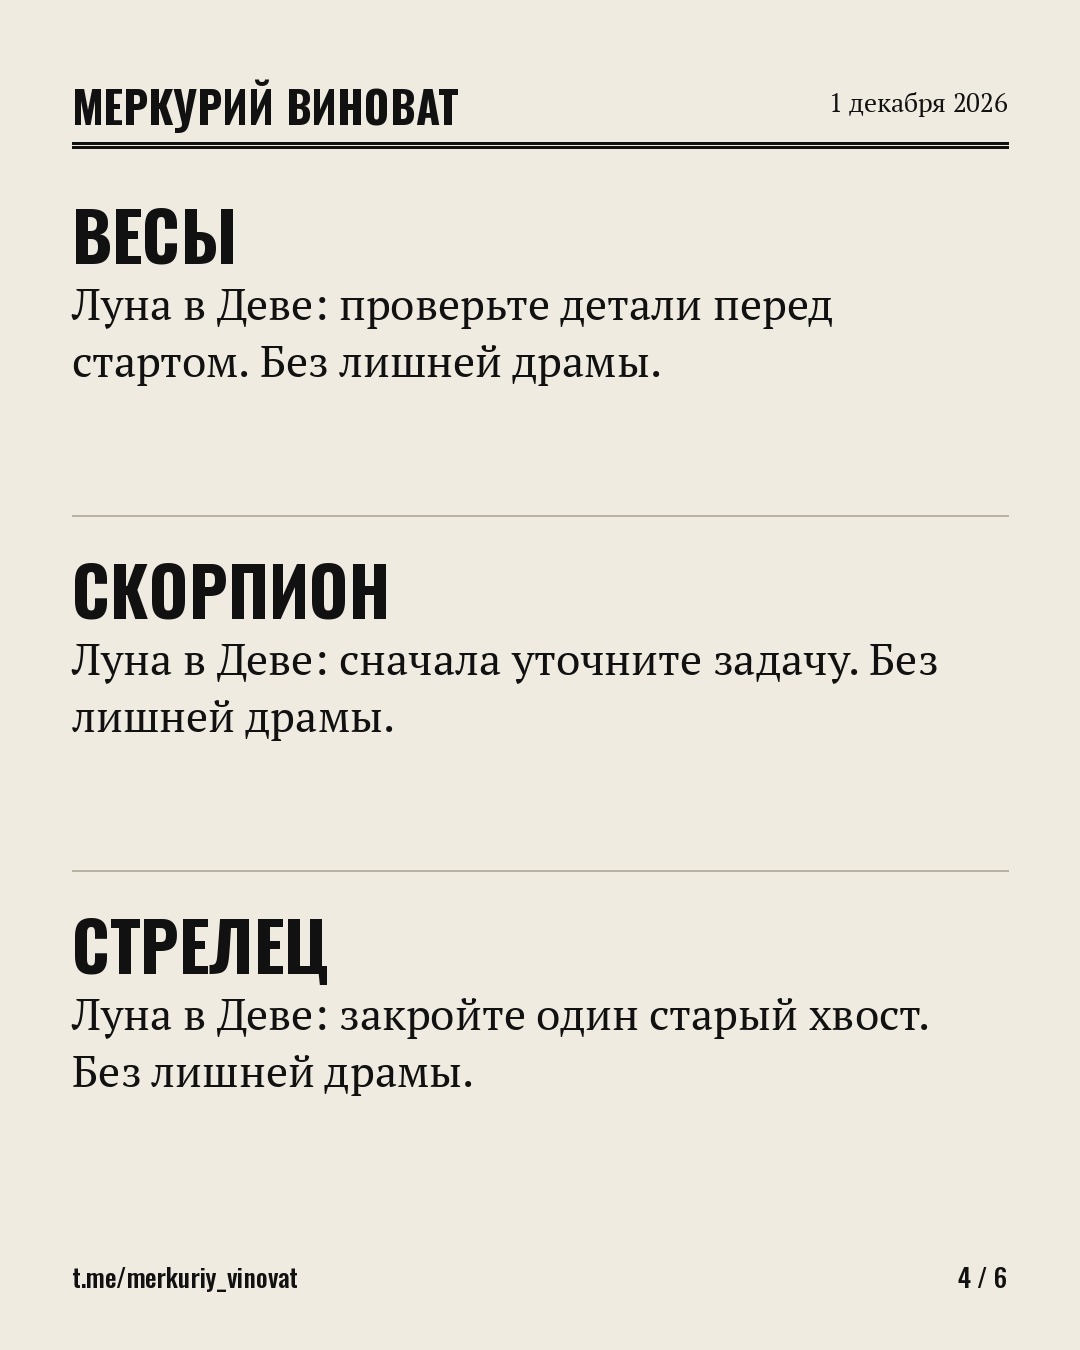 МЕРКУРИЙ ВИНОВАТ
1 декабря 2026
ВЕСЫ
Луна в Деве: проверьте детали перед
стартом. Без лишней драмы.
СКОРПИОН
Луна в Деве: сначала уточните задачу. Без
лишней драмы.
СТРЕЛЕЦ
Луна в Деве: закройте один старый хвост.
Без лишней драмы.
t.me/merkuriy_vinovat
4 / 6